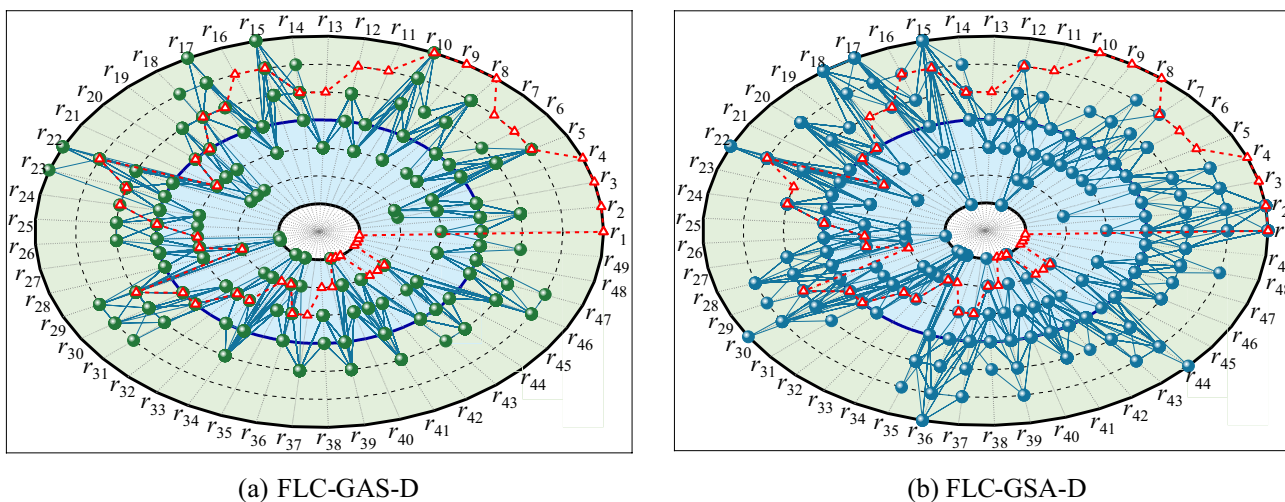 r1 r2 r3 r4 r5 r6 r7 r8 r9 r10 r11 r12 r13 r14 r15 r16 r17 r18 r19 r20 r21 r22 r23 r24 r25 r26 r27 r28 r29 r30 r31 r32 r33 r34 r35 r36 r37 r38 r39 r40 r41 r42 r43 r44 r45 r46 r47 r48 r49
r4 r5 r6 r7 r8 r9 r10 r11 r12 r13 r14 r15 r16 r17 r18 r19 r20 r21 r22 r23 r24 r25 r26 r27 r28 r29 r30 r31 r32 r33 r34 r35 r36 r37 r38 r39 r40 r41 r42 r43 r44 r45 r46 r47 r48
r3
(a) FLC-GAS-D
(b) FLC-GSA-D